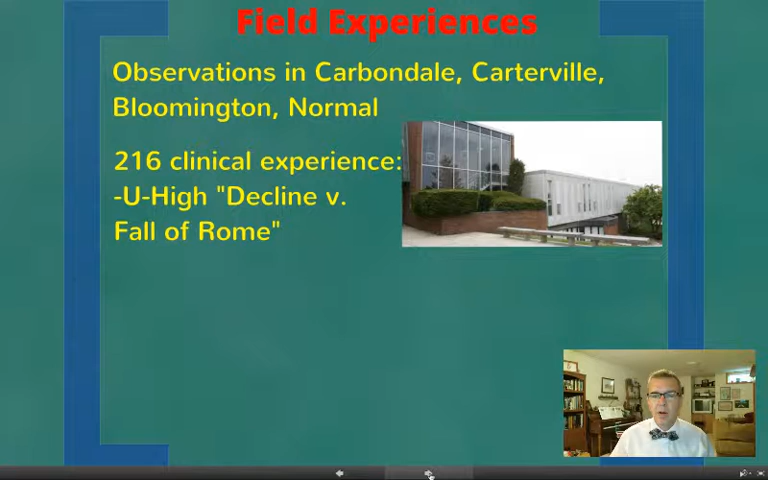 Field Experiences
Observations in Carbondale, Carterville,
Bloomington, Normal
216 clinical experience:
-U-High "Decline v.
Fall of Rome"